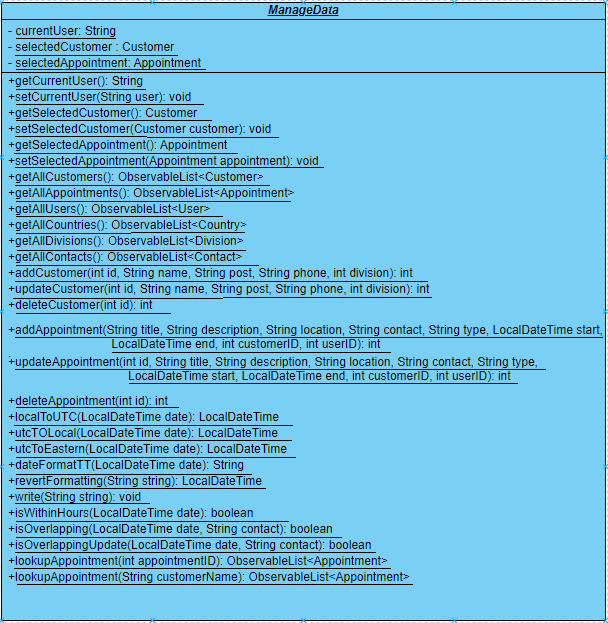 ManageData
- currentUser: String
- selectedCustomer : Customer
- selectedAppointment: Appointment
+getCurrentUser(): String
+setCurrentUser(String user): void
+getSelectedCustomer(): Customer
+setSelectedCustomer(Customer customer): void
+getSelectedAppointment(): Appointment
+setSelectedAppointment(Appointment appointment): void
+getAllCustomers(): ObservableList<Customer>
+getAllAppointments(): ObservableList<Appointment>
+getAllUsers(): ObservableList<User>
+getAllCountries(): ObservableList<Country>
+getAllDivisions(): ObservableList<Division>
+getAllContacts(): ObservableList<Contact>
+addCustomer(int id, String name, String post, String phone, int division): int
+updateCustomer(int id, String name, String post, String phone, int division): int
+deleteCustomer(int id): int
+addAppointment(String title, String description, String location, String contact, String type, LocalDateTime start,
LocalDateTime end, int customerID, int userID): int
+updateAppointment(int id, String title, String description, String location, String contact, String type,
LocalDateTime start, LocalDateTime end, int customerID, int userID): int
+deleteAppointment(int id): int
+localToUTC(LocalDateTime date): LocalDateTime
+utcTOLocal(LocalDateTime date): LocalDateTime
+utcToEastern(LocalDateTime date): LocalDateTime
+dateFormatTT(LocalDateTime date): String
+revertFormatting(String string): LocalDateTime
+write(String string): void
+isWithinHours(LocalDateTime date): boolean
+isOverlapping(LocalDateTime date, String contact): boolean
+isOverlappingUpdate(LocalDateTime date, String contact): boolean
+lookupAppointment(int appointmentID): ObservableList<Appointment>
+lookupAppointment(String customerName): ObservableList<Appointment>